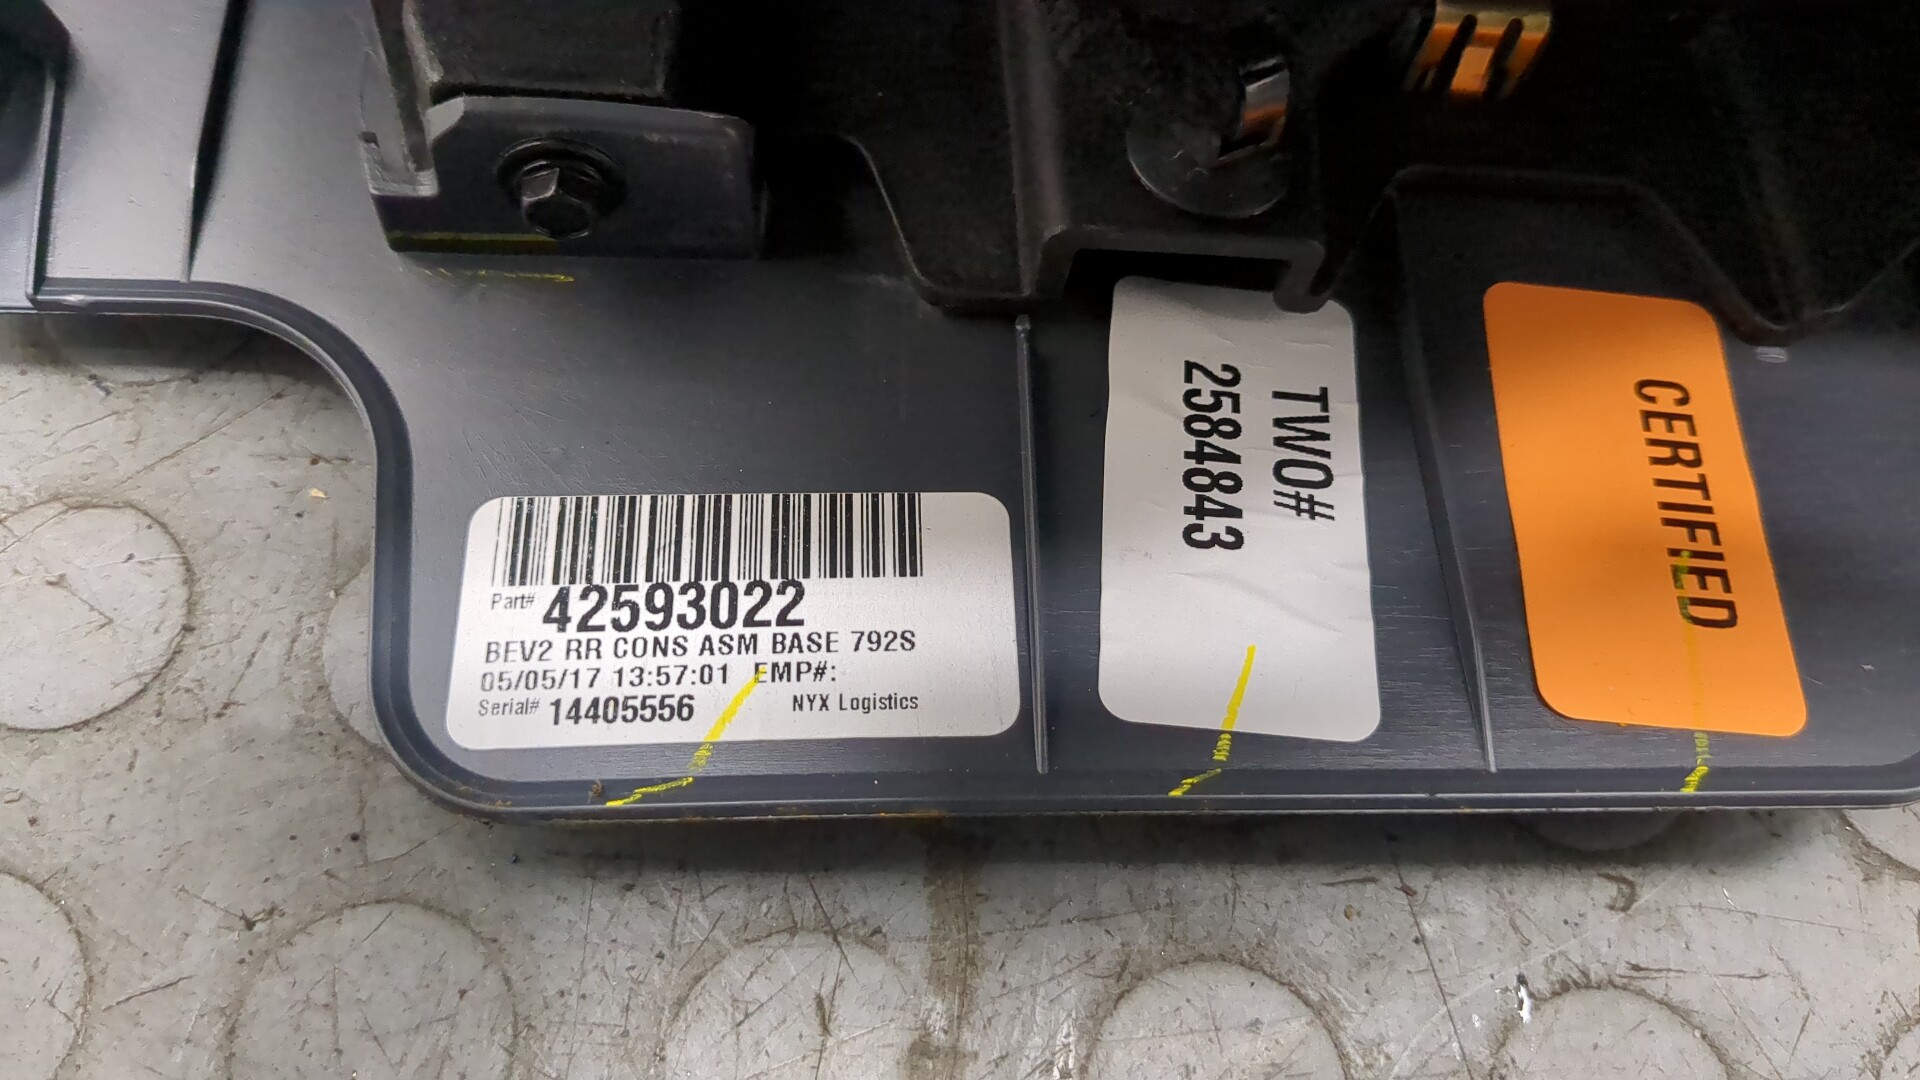 Part# 42593022
BEV2 RR CONS ASM BASE 792S
05/05/17 13:57:01 EMP#:
Serial# 14405556 NYX Logistics
TWO#
2584843
CERTIFIED